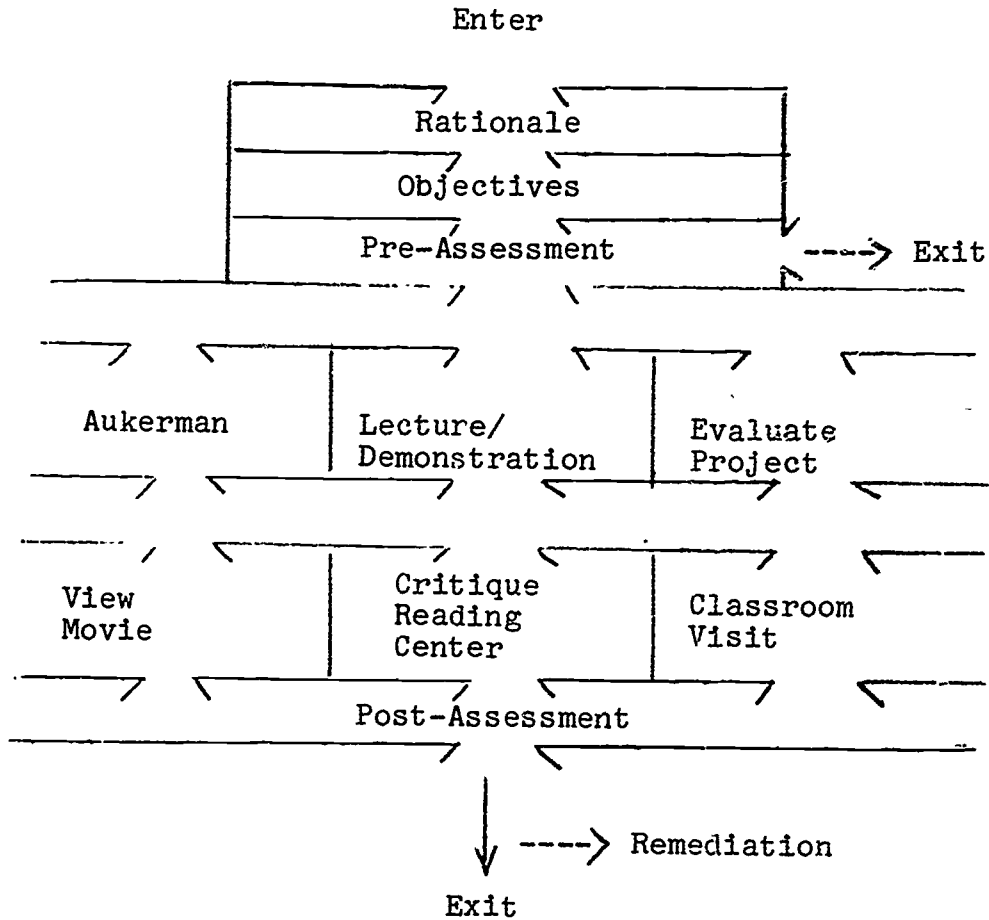 Enter
Rationale
Objectives
Pre-Assessment
Exit
Aukerman
Lecture/
Demonstration
Evaluate
Project
View
Movie
Critique
Reading
Center
Classroom
Visit
Post-Assessment
Remediation
Exit